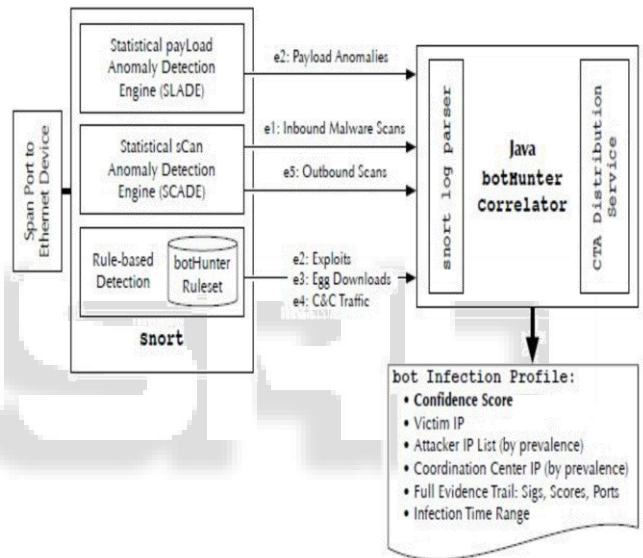 Span Port to
Ethernet Device
Statistical payLoad
Anomaly Detection
Engine (SLADE)
Statistical sCan
Anomaly Detection
Engine (SCADE)
Rule-based
Detection
botHunter
Ruleset
Snort
e2: Payload Anomalies
e1: Inbound Malware Scans
e5: Outbound Scans
e2: Exploits
e3: Egg Downloads
e4: C&C Traffic
snort log parser
Java
botHunter
Correlator
CTA Distribution
Service
bot Infection Profile:
• Confidence Score
• Victim IP
• Attacker IP List (by prevalence)
• Coordination Center IP (by prevalence)
• Full Evidence Trail: Sigs, Scores, Ports
• Infection Time Range